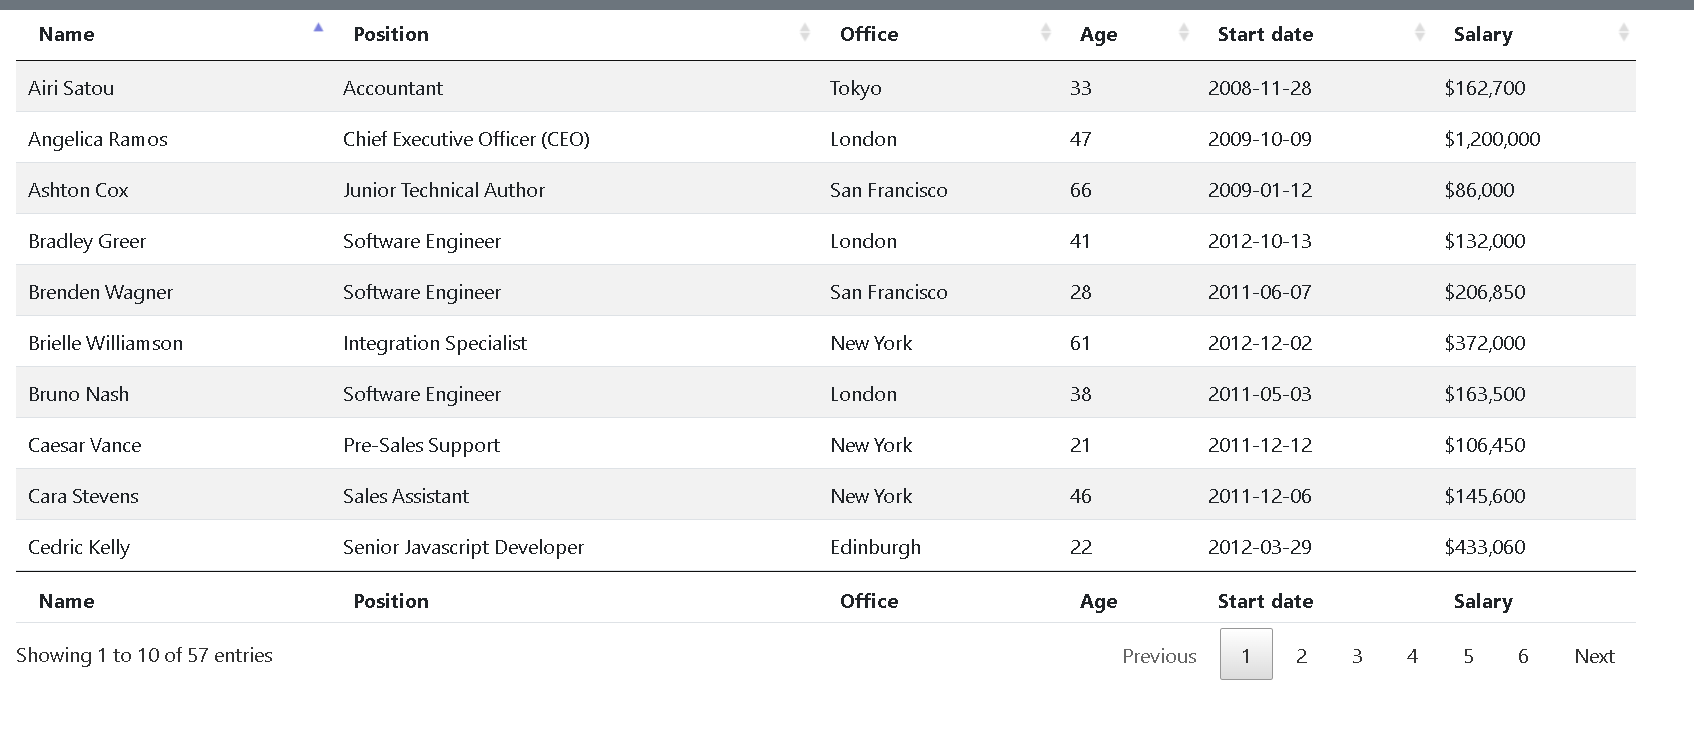 Name Position Office Age Start date Salary
Airi Satou Accountant Tokyo 33 2008-11-28 $162,700
Angelica Ramos Chief Executive Officer (CEO) London 47 2009-10-09 $1,200,000
Ashton Cox Junior Technical Author San Francisco 66 2009-01-12 $86,000
Bradley Greer Software Engineer London 41 2012-10-13 $132,000
Brenden Wagner Software Engineer San Francisco 28 2011-06-07 $206,850
Brielle Williamson Integration Specialist New York 61 2012-12-02 $372,000
Bruno Nash Software Engineer London 38 2011-05-03 $163,500
Caesar Vance Pre-Sales Support New York 21 2011-12-12 $106,450
Cara Stevens Sales Assistant New York 46 2011-12-06 $145,600
Cedric Kelly Senior Javascript Developer Edinburgh 22 2012-03-29 $433,060
Name Position Office Age Start date Salary
Showing 1 to 10 of 57 entries Previous 1 2 3 4 5 6 Next